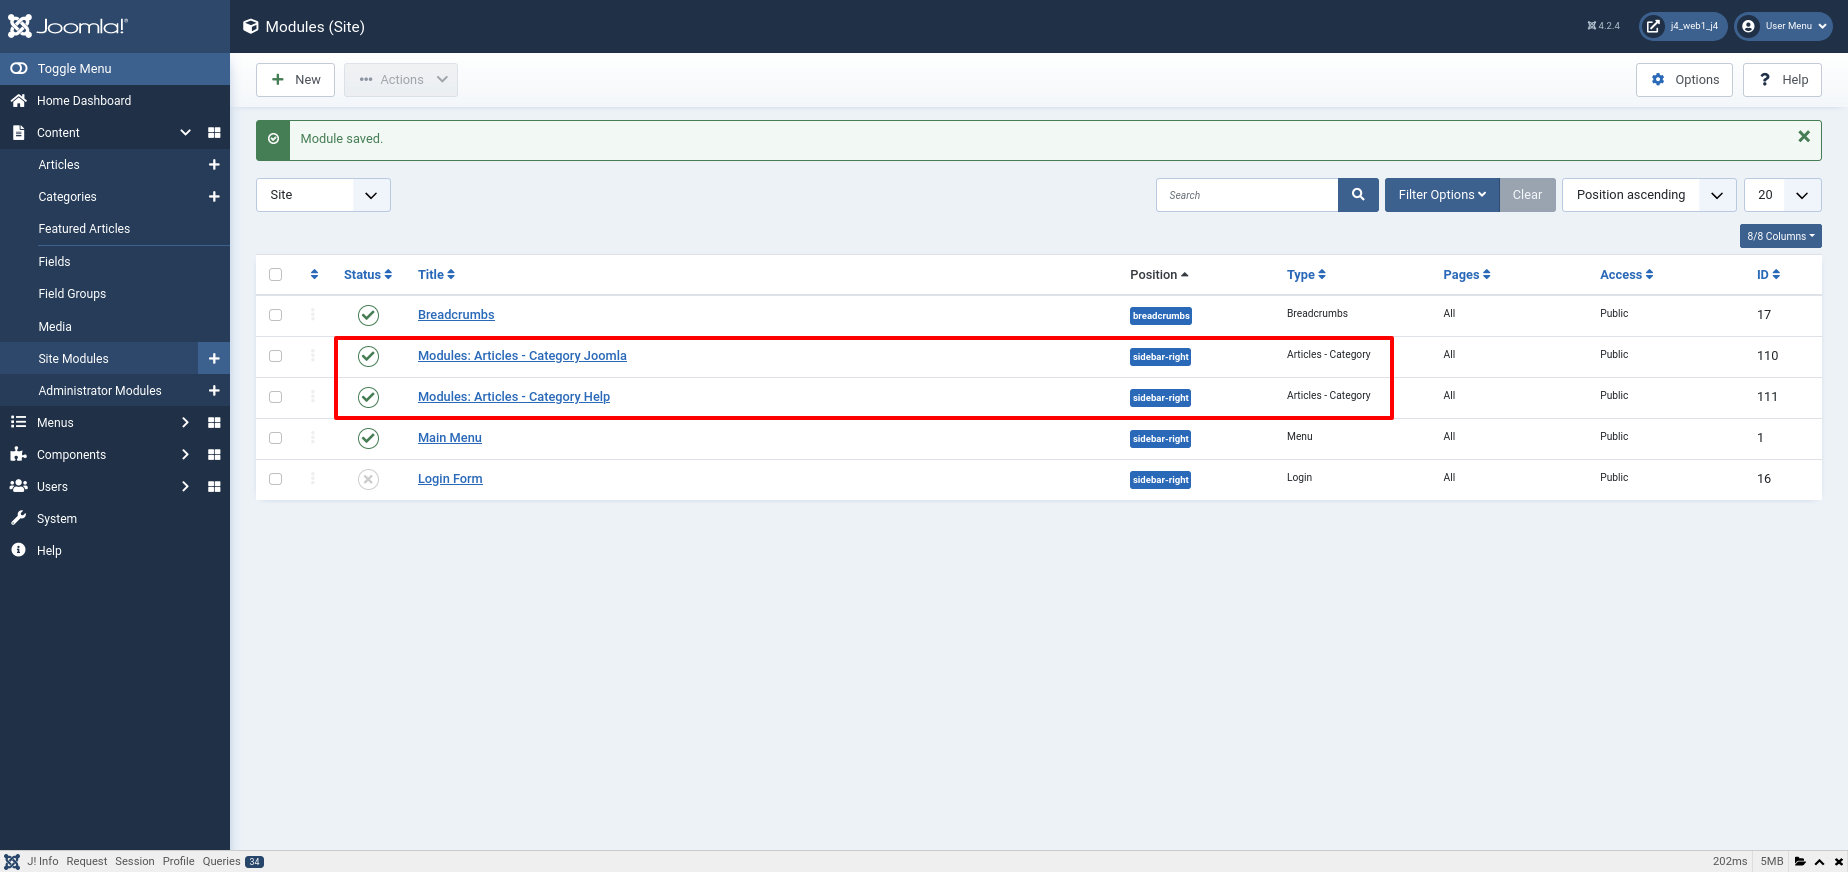 Joomla!®
Modules (Site)
4.2.4
j4_web1_j4
User Menu
Toggle Menu
Home Dashboard
Content
Articles
Categories
Featured Articles
Fields
Field Groups
Media
Site Modules
Administrator Modules
Menus
Components
Users
System
Help
New
Actions
Options
Help
Module saved.
Site
Search
Filter Options
Clear
Position ascending
20
8/8 Columns
Status Title Position Type Pages Access ID
Breadcrumbs breadcrumbs Breadcrumbs All Public 17
Modules: Articles - Category Joomla sidebar-right Articles - Category All Public 110
Modules: Articles - Category Help sidebar-right Articles - Category All Public 111
Main Menu sidebar-right Menu All Public 1
Login Form sidebar-right Login All Public 16
J! Info Request Session Profile Queries 34 202ms 5MB